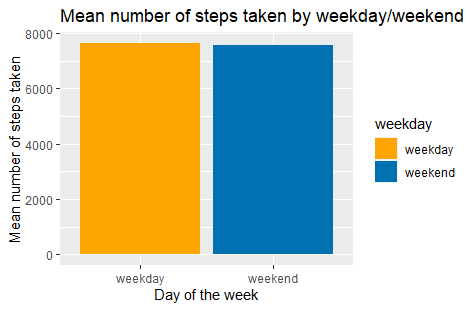 Mean number of steps taken by weekday/weekend
Mean number of steps taken
8000
6000
4000
2000
0
weekday
weekend
Day of the week
weekday
weekday
weekend